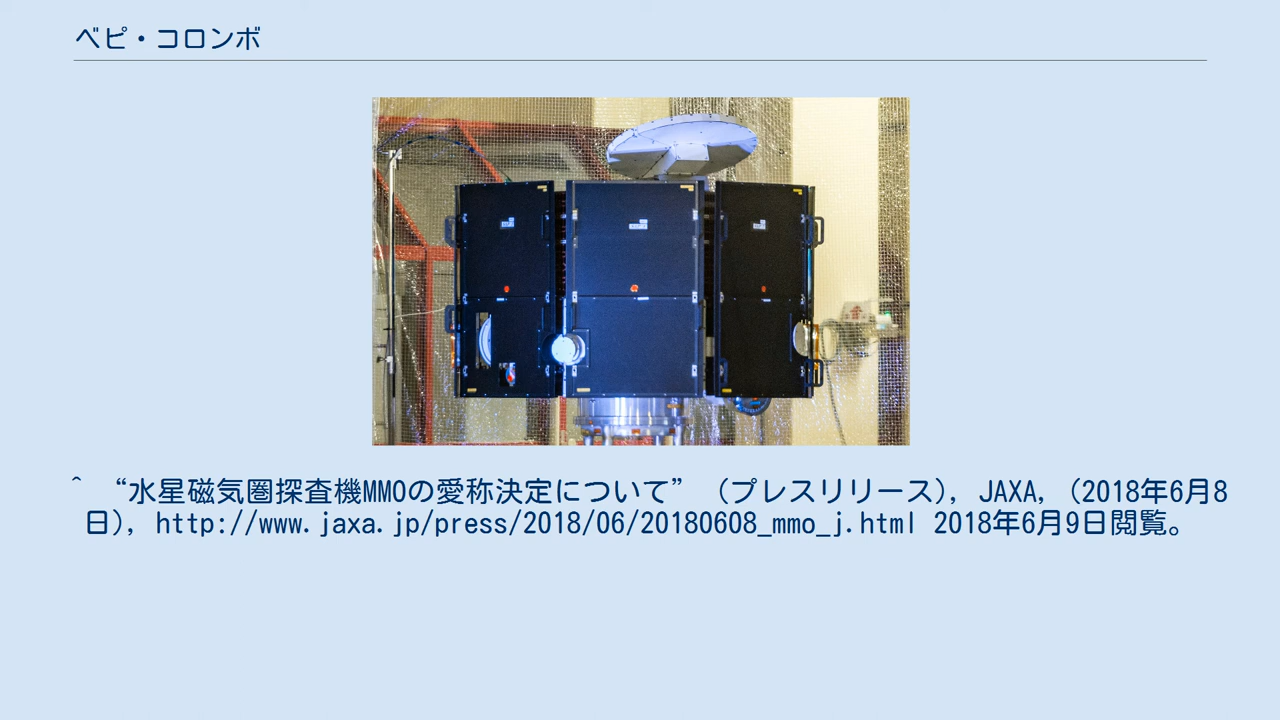 ベピ・コロンボ
^ “水星磁気圏探査機MMOの愛称決定について” (プレスリリース), JAXA, (2018年6月8
日), http://www.jaxa.jp/press/2018/06/20180608_mmo_j.html 2018年6月9日閲覧。